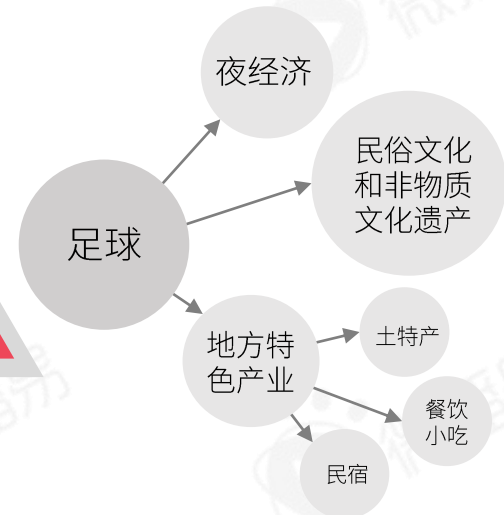 夜经济
民俗文化
和非物质
文化遗产
足球
地方特
色产业
土特产
餐饮
小吃
民宿